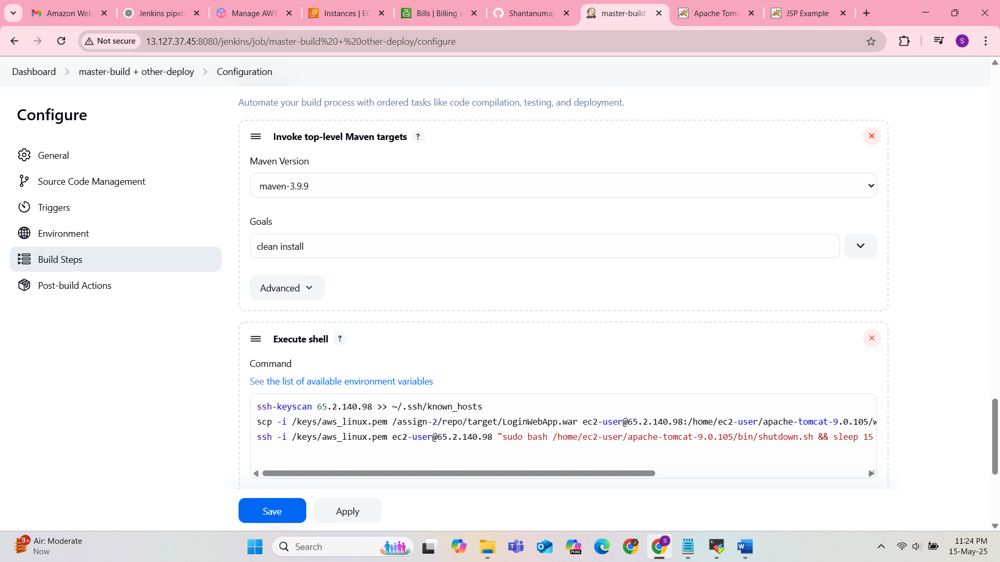 Amazon Web
Jenkins pipeli
Manage AWS
Instances | EC
Bills | Billing a
Shantanumaj
master-build
Apache Tomc
JSP Example
Not secure
13.127.37.45:8080/jenkins/job/master-build%20+%20other-deploy/configure
S
Dashboard
master-build + other-deploy
Configuration
Configure
General
Source Code Management
Triggers
Environment
Build Steps
Post-build Actions
Automate your build process with ordered tasks like code compilation, testing, and deployment.
Invoke top-level Maven targets ?
Maven Version
maven-3.9.9
Goals
clean install
Advanced
Execute shell ?
Command
See the list of available environment variables
ssh-keyscan 65.2.140.98 >> ~/.ssh/known_hosts
scp -i /keys/aws_linux.pem /assign-2/repo/target/LoginWebApp.war ec2-user@65.2.140.98:/home/ec2-user/apache-tomcat-9.0.105/w
ssh -i /keys/aws_linux.pem ec2-user@65.2.140.98 "sudo bash /home/ec2-user/apache-tomcat-9.0.105/bin/shutdown.sh && sleep 15
Save
Apply
9+
Air: Moderate
Now
Search
M365
J
S
11:24 PM
15-May-25